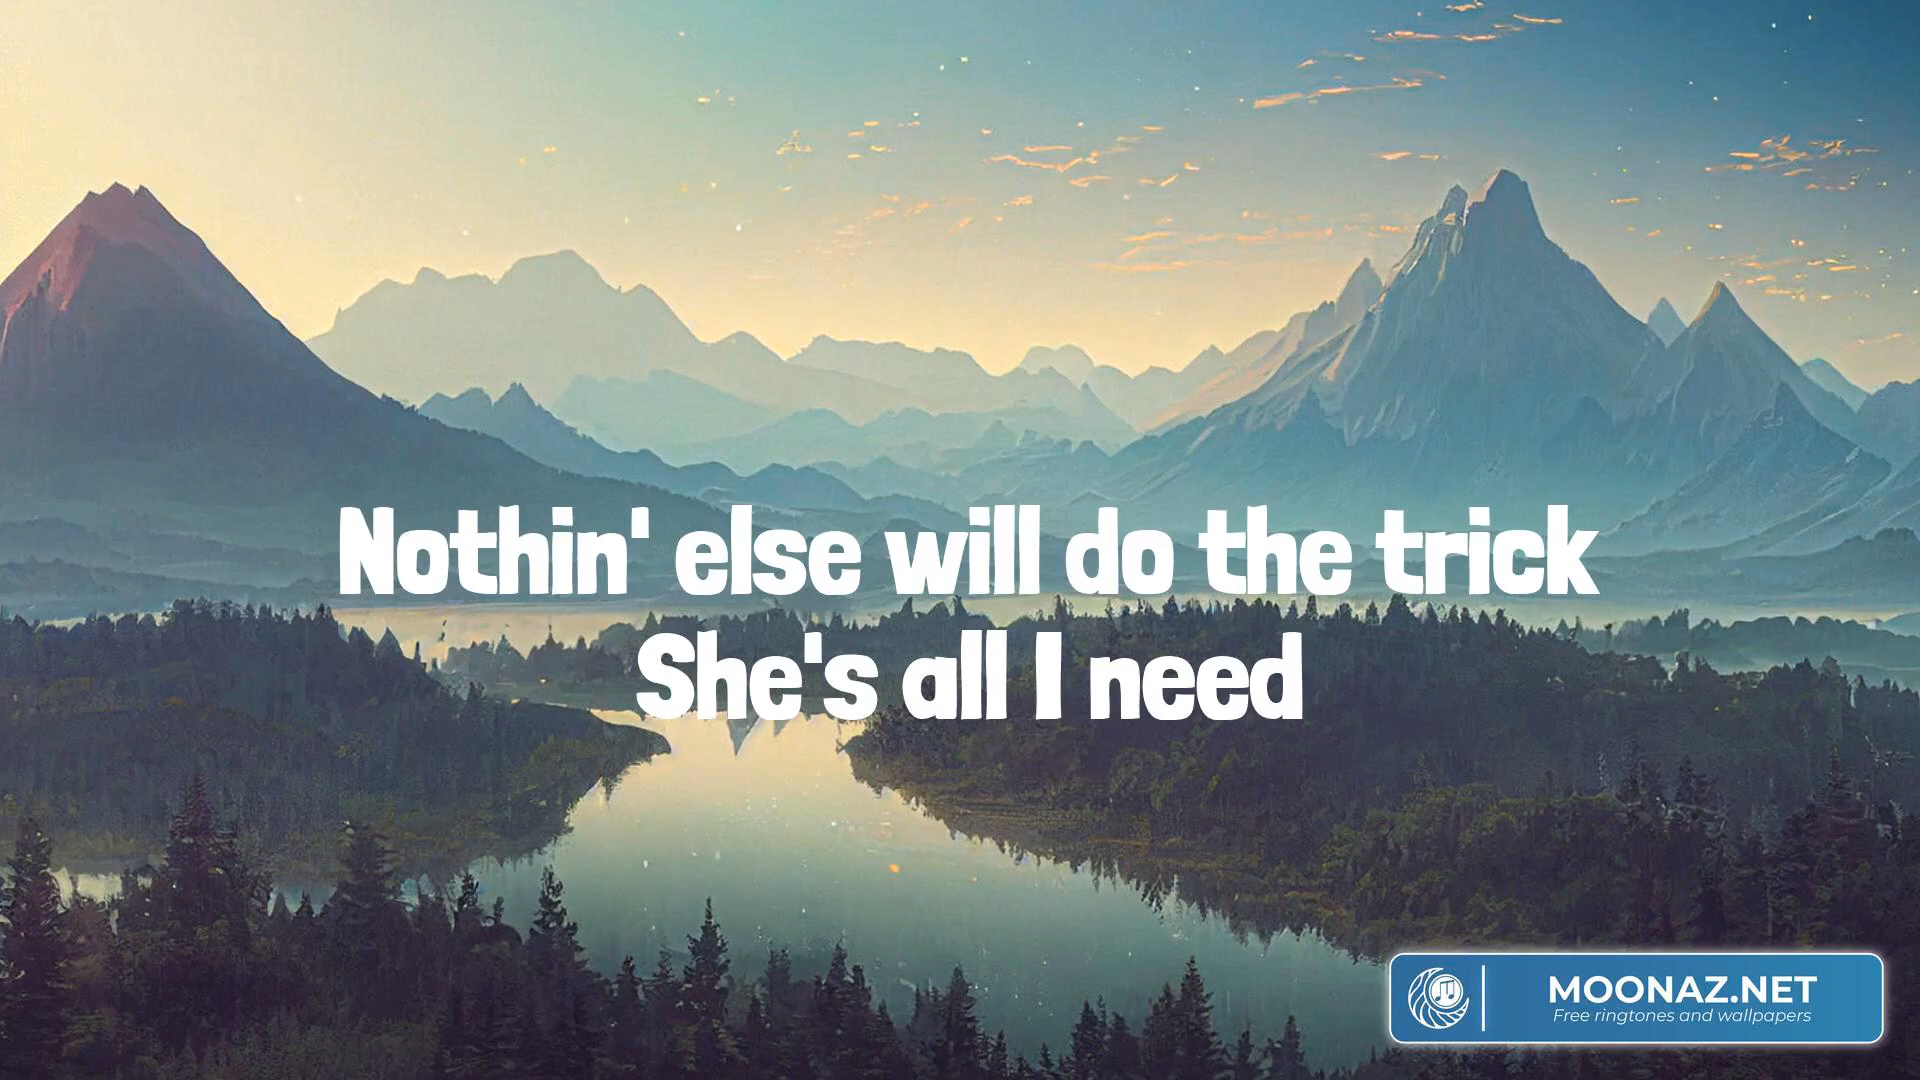 Nothin' else will do the trick
She's all I need
MOONAZ.NET
Free ringtones and wallpapers